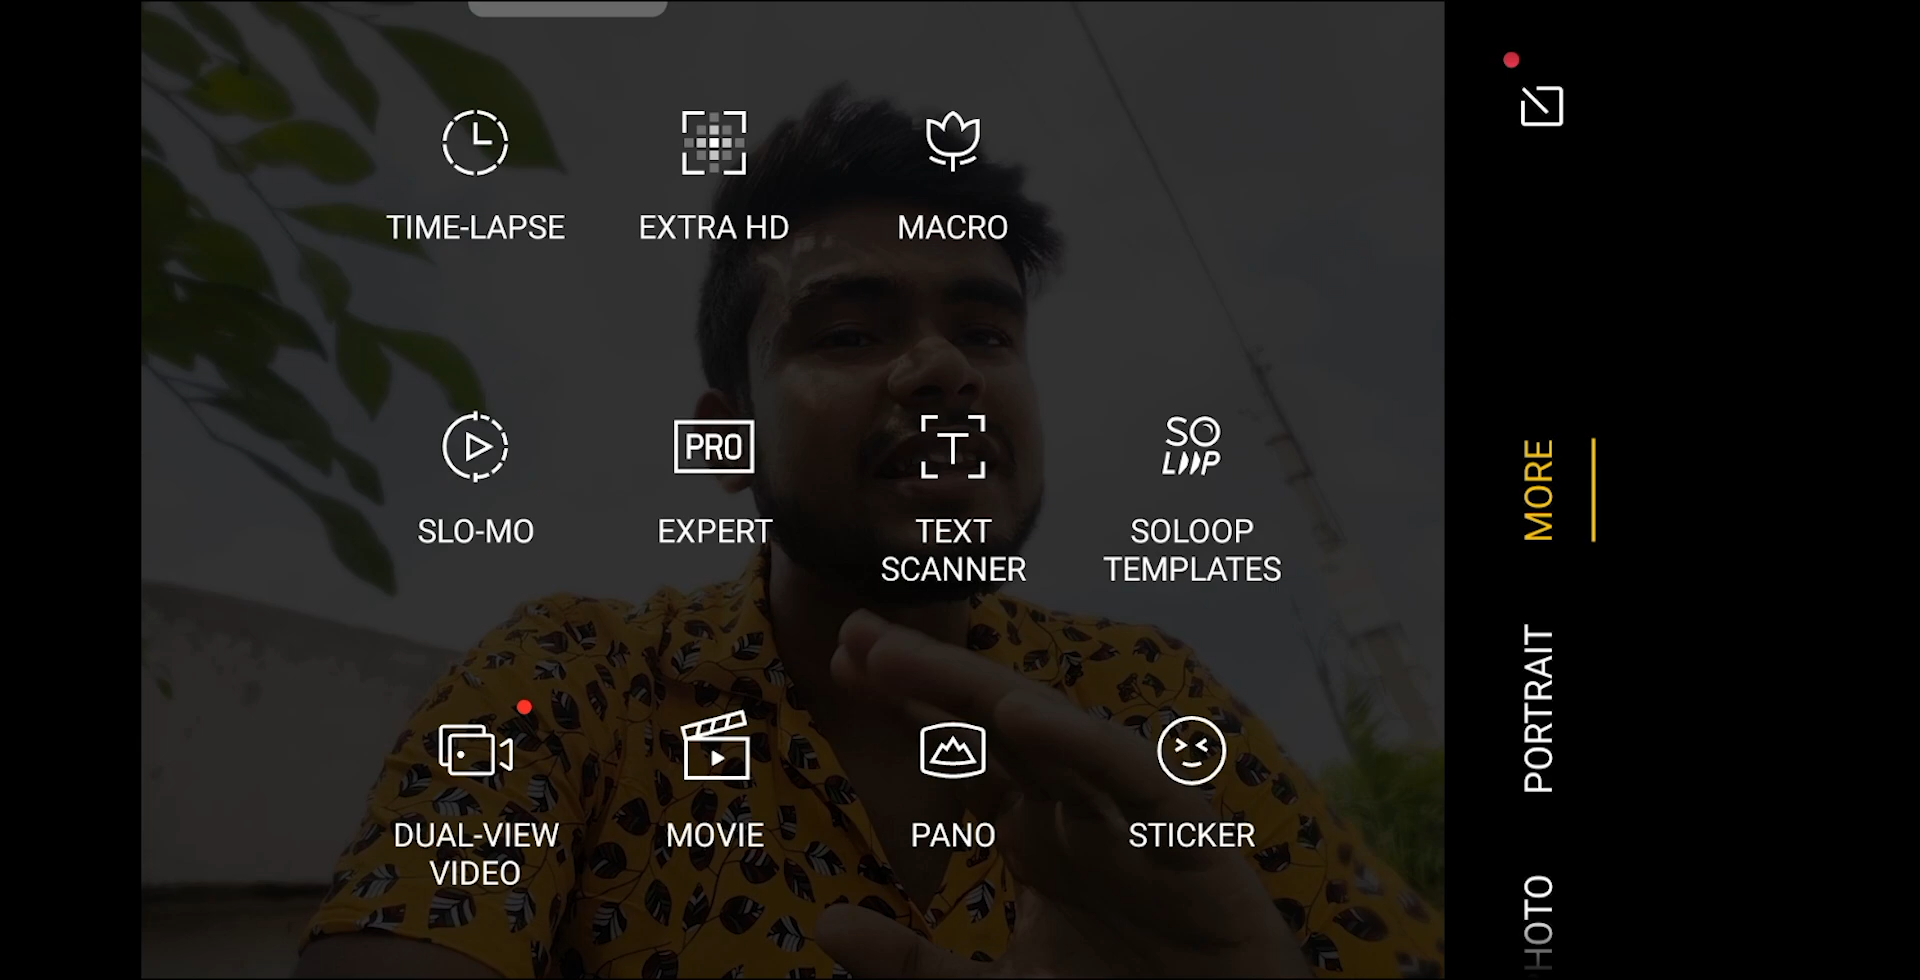 TIME-LAPSE
EXTRA HD
MACRO
PRO
T
SO
LOOP
SLO-MO
EXPERT
TEXT
SCANNER
SOLOOP
TEMPLATES
DUAL-VIEW
VIDEO
MOVIE
PANO
STICKER
MORE
PORTRAIT
HOTO